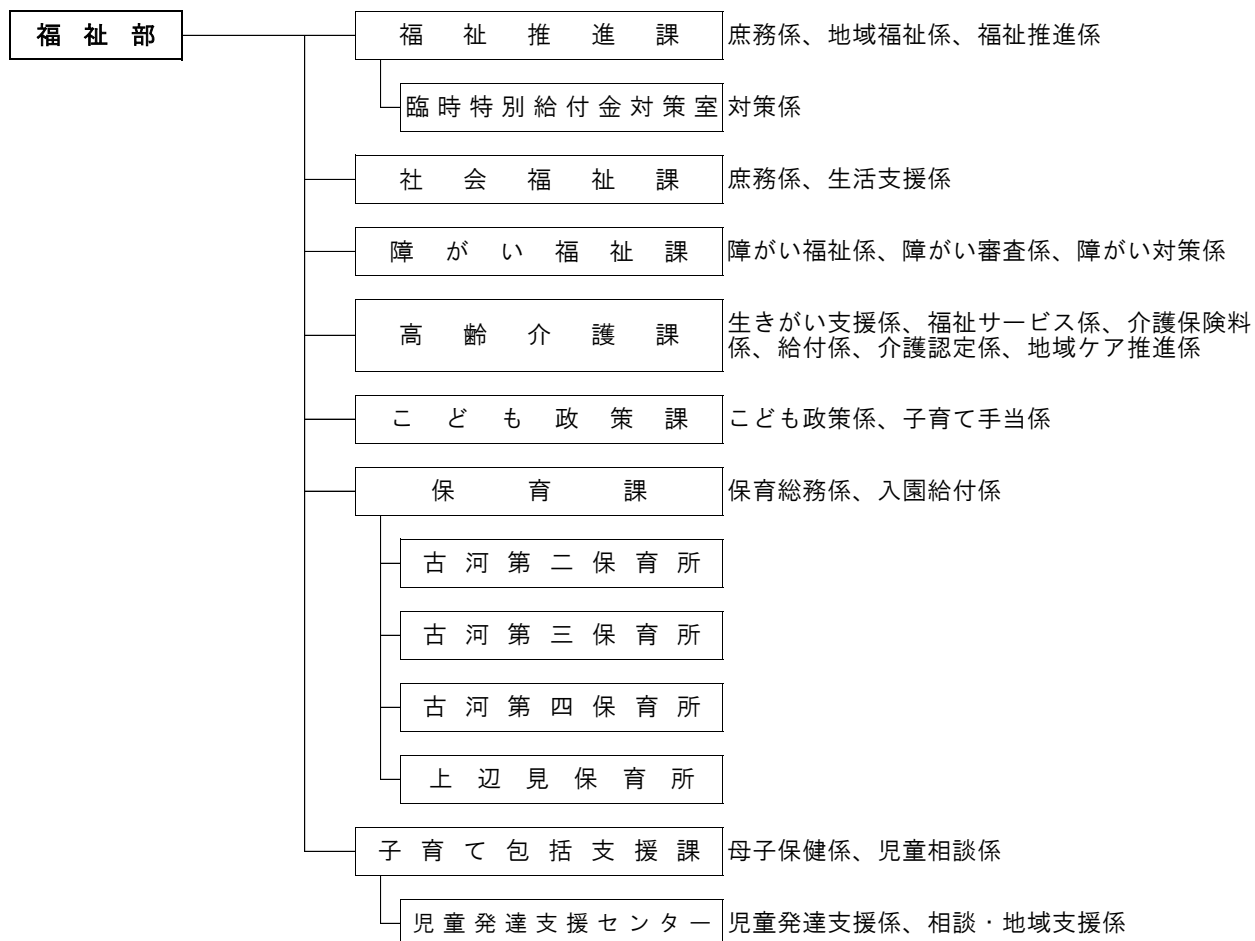 福祉部
福祉推進課 庶務係、地域福祉係、福祉推進係
臨時特別給付金対策室 対策係
社会福祉課 庶務係、生活支援係
障がい福祉課 障がい福祉係、障がい審査係、障がい対策係
高齢介護課 生きがい支援係、福祉サービス係、介護保険料
係、給付係、介護認定係、地域ケア推進係
こども政策課 こども政策係、子育て手当係
保育課 保育総務係、入園給付係
古河第二保育所
古河第三保育所
古河第四保育所
上辺見保育所
子育て包括支援課 母子保健係、児童相談係
児童発達支援センター 児童発達支援係、相談・地域支援係